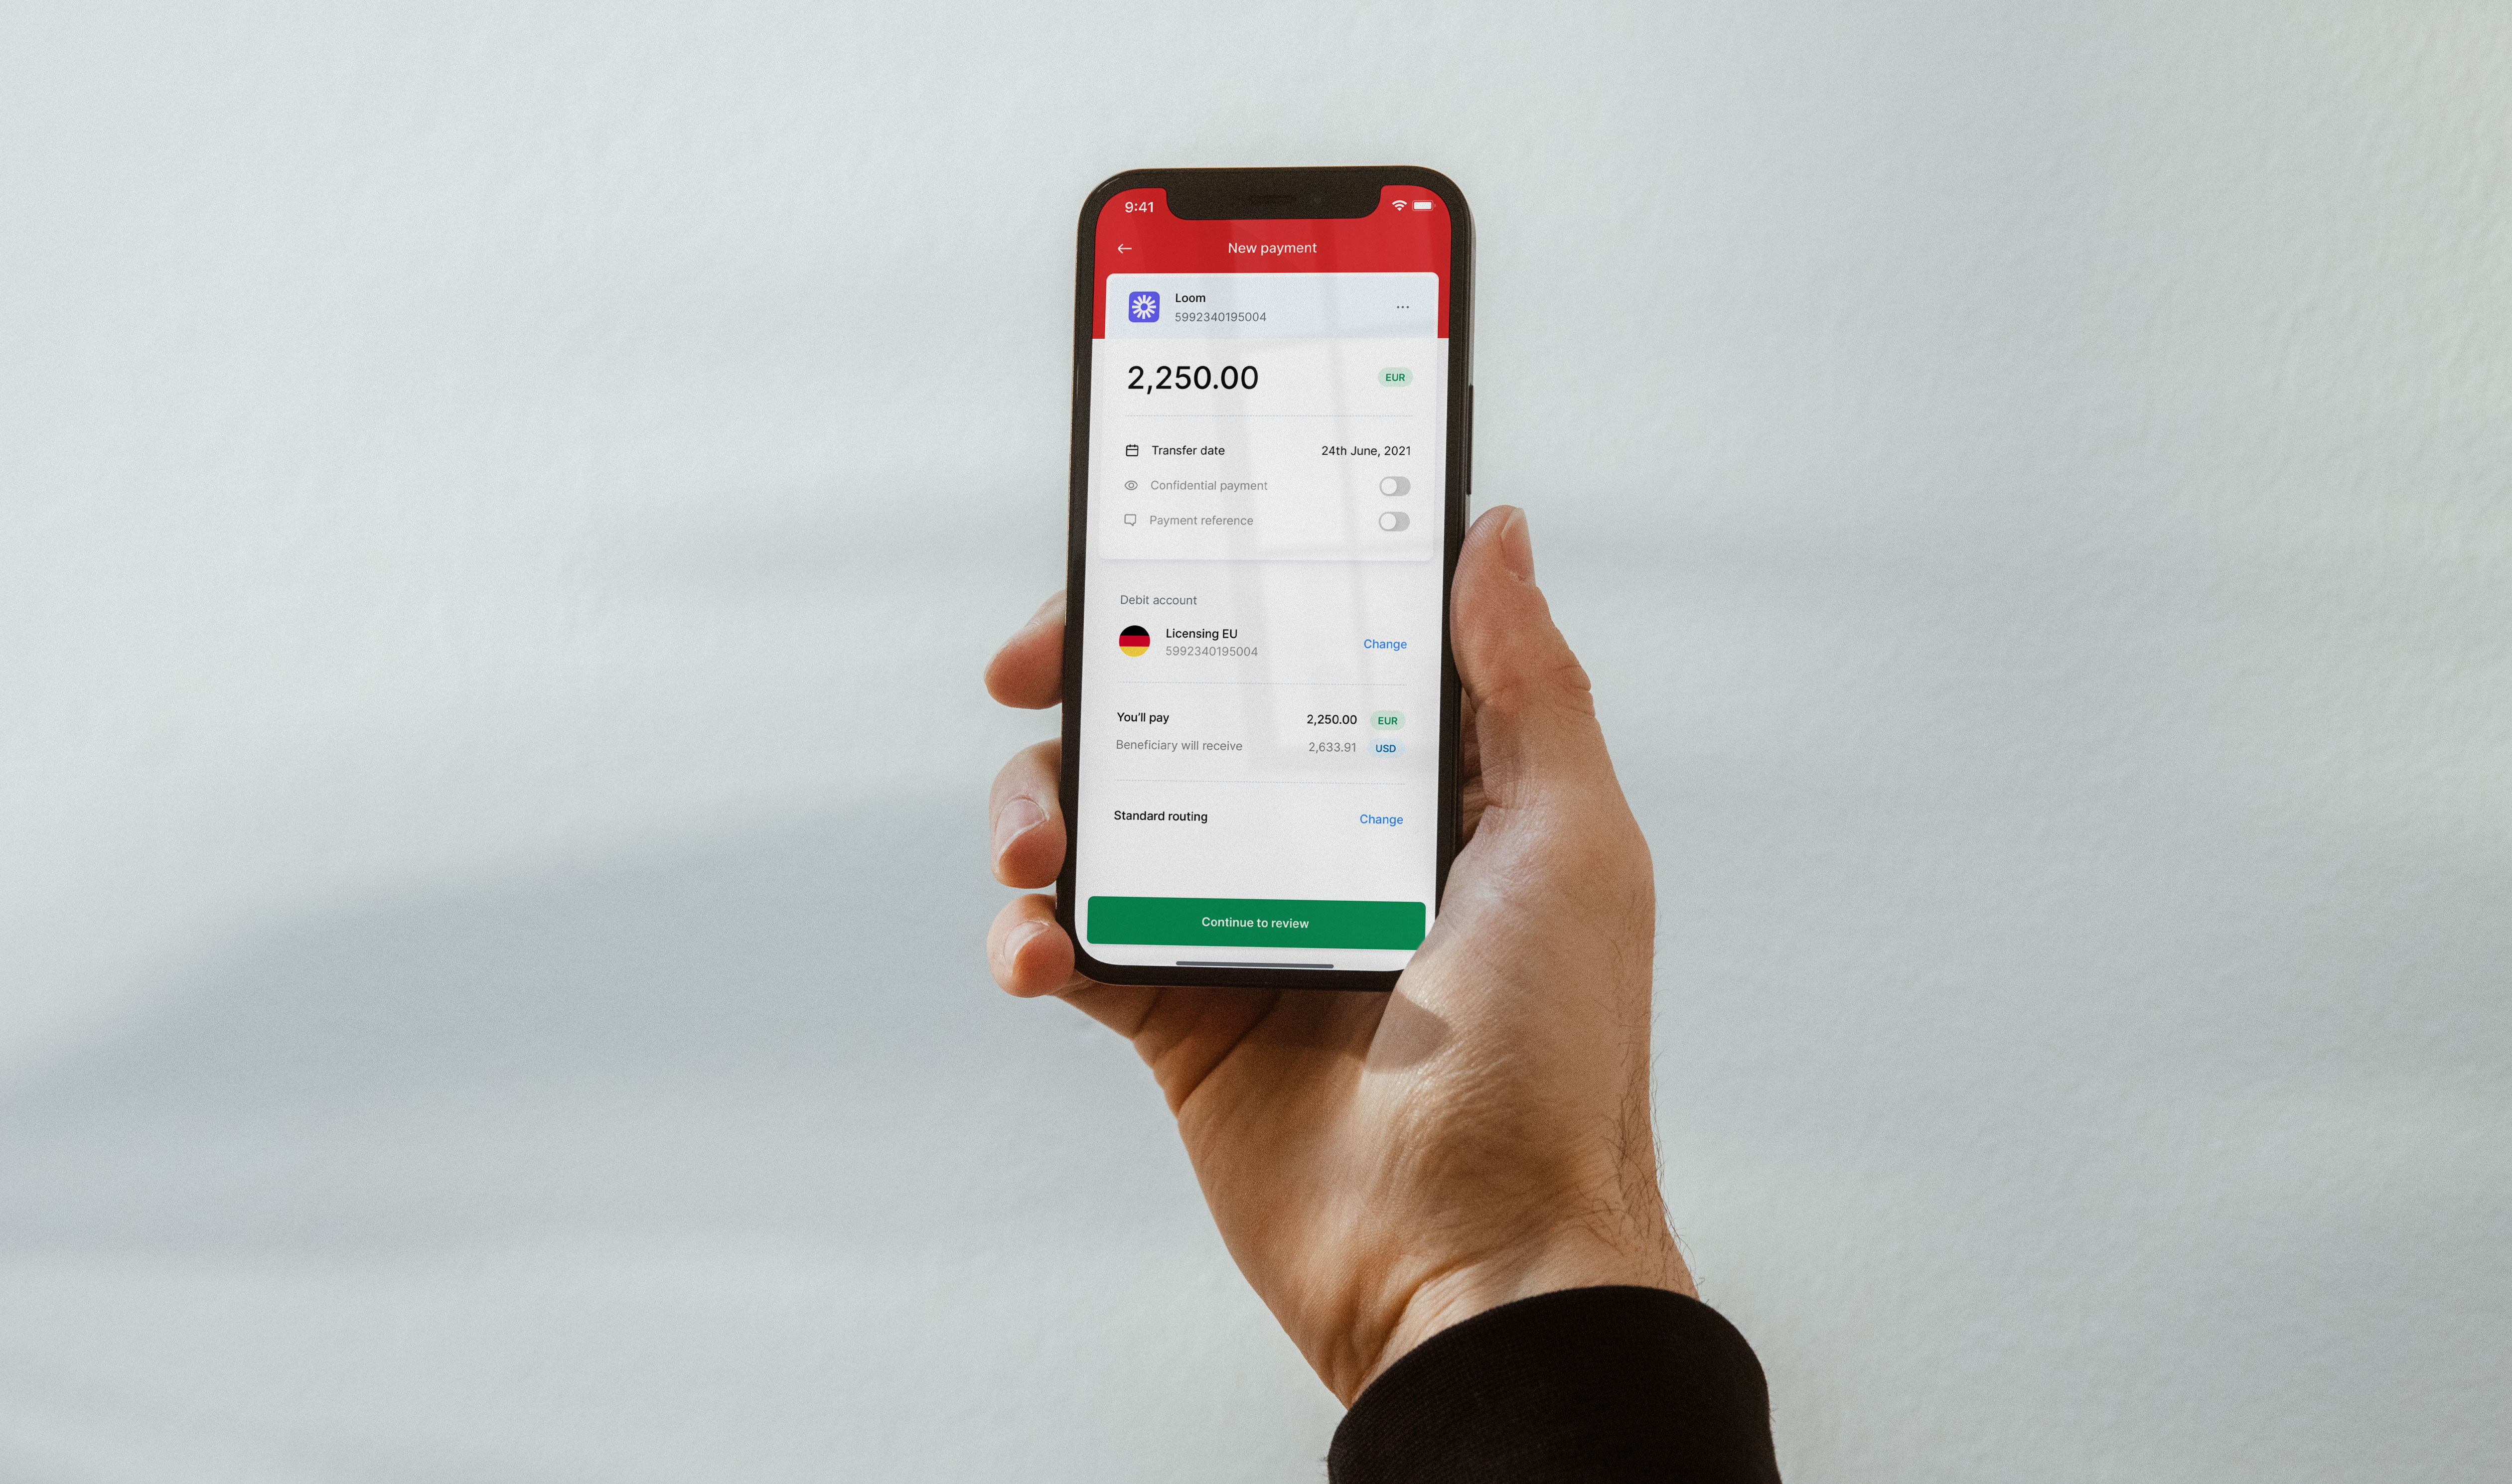 9:41
New payment
Loom
5992340195004
2,250.00 EUR
Transfer date 24th June, 2021
Confidential payment
Payment reference
Debit account
Licensing EU
5992340195004
Change
You'll pay 2,250.00 EUR
Beneficiary will receive 2,633.91 USD
Standard routing Change
Continue to review